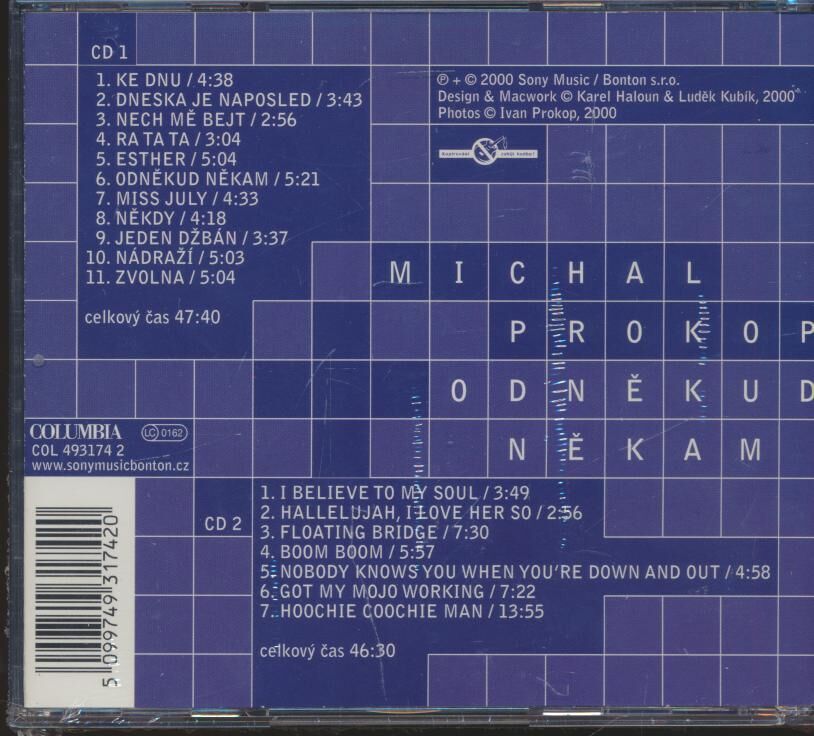 CD 1
1. KE DNU / 4:38
2. DNESKA JE NAPOSLED / 3:43
3. NECH MĚ BEJT / 2:56
4. RA TA TA / 3:04
5. ESTHER / 5:04
6. ODNĚKUD NĚKAM / 5:21
7. MISS JULY / 4:33
8. NĚKDY / 4:18
9. JEDEN DŽBÁN / 3:37
10. NÁDRAŽÍ / 5:03
11. ZVOLNA / 5:04
celkový čas 47:40
℗ + © 2000 Sony Music / Bonton s.r.o.
Design & Macwork © Karel Haloun & Luděk Kubík, 2000
Photos © Ivan Prokop, 2000
Kopírování zabíjí hudbu!
MICHAL
PROKOP
ODNĚKUD
NĚKAM
COLUMBIA LC 0162
COL 493174 2
www.sonymusicbonton.cz
CD 2
1. I BELIEVE TO MY SOUL / 3:49
2. HALLELUJAH, I LOVE HER SO / 2:56
3. FLOATING BRIDGE / 7:30
4. BOOM BOOM / 5:57
5. NOBODY KNOWS YOU WHEN YOU'RE DOWN AND OUT / 4:58
6. GOT MY MOJO WORKING / 7:22
7. HOOCHIE COOCHIE MAN / 13:55
celkový čas 46:30
5 099749 317420